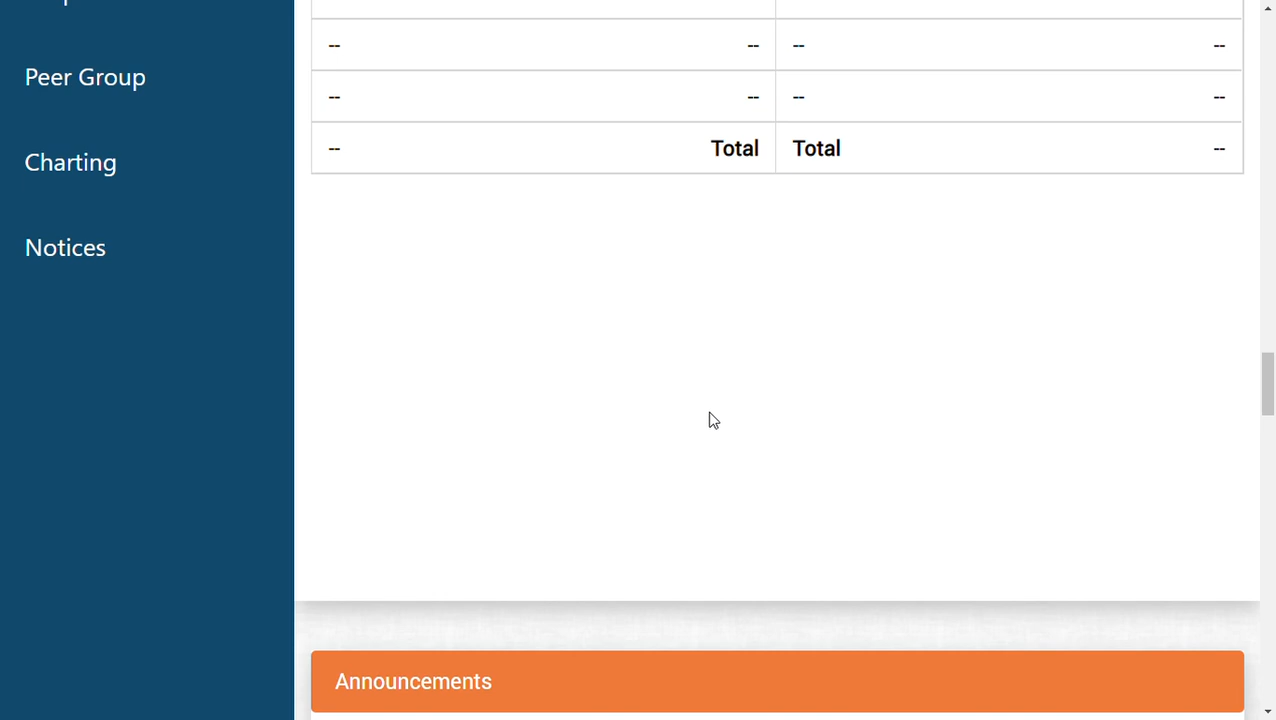 Peer Group
Charting
Notices
-- -- -- --
-- -- -- --
-- Total Total --
Announcements